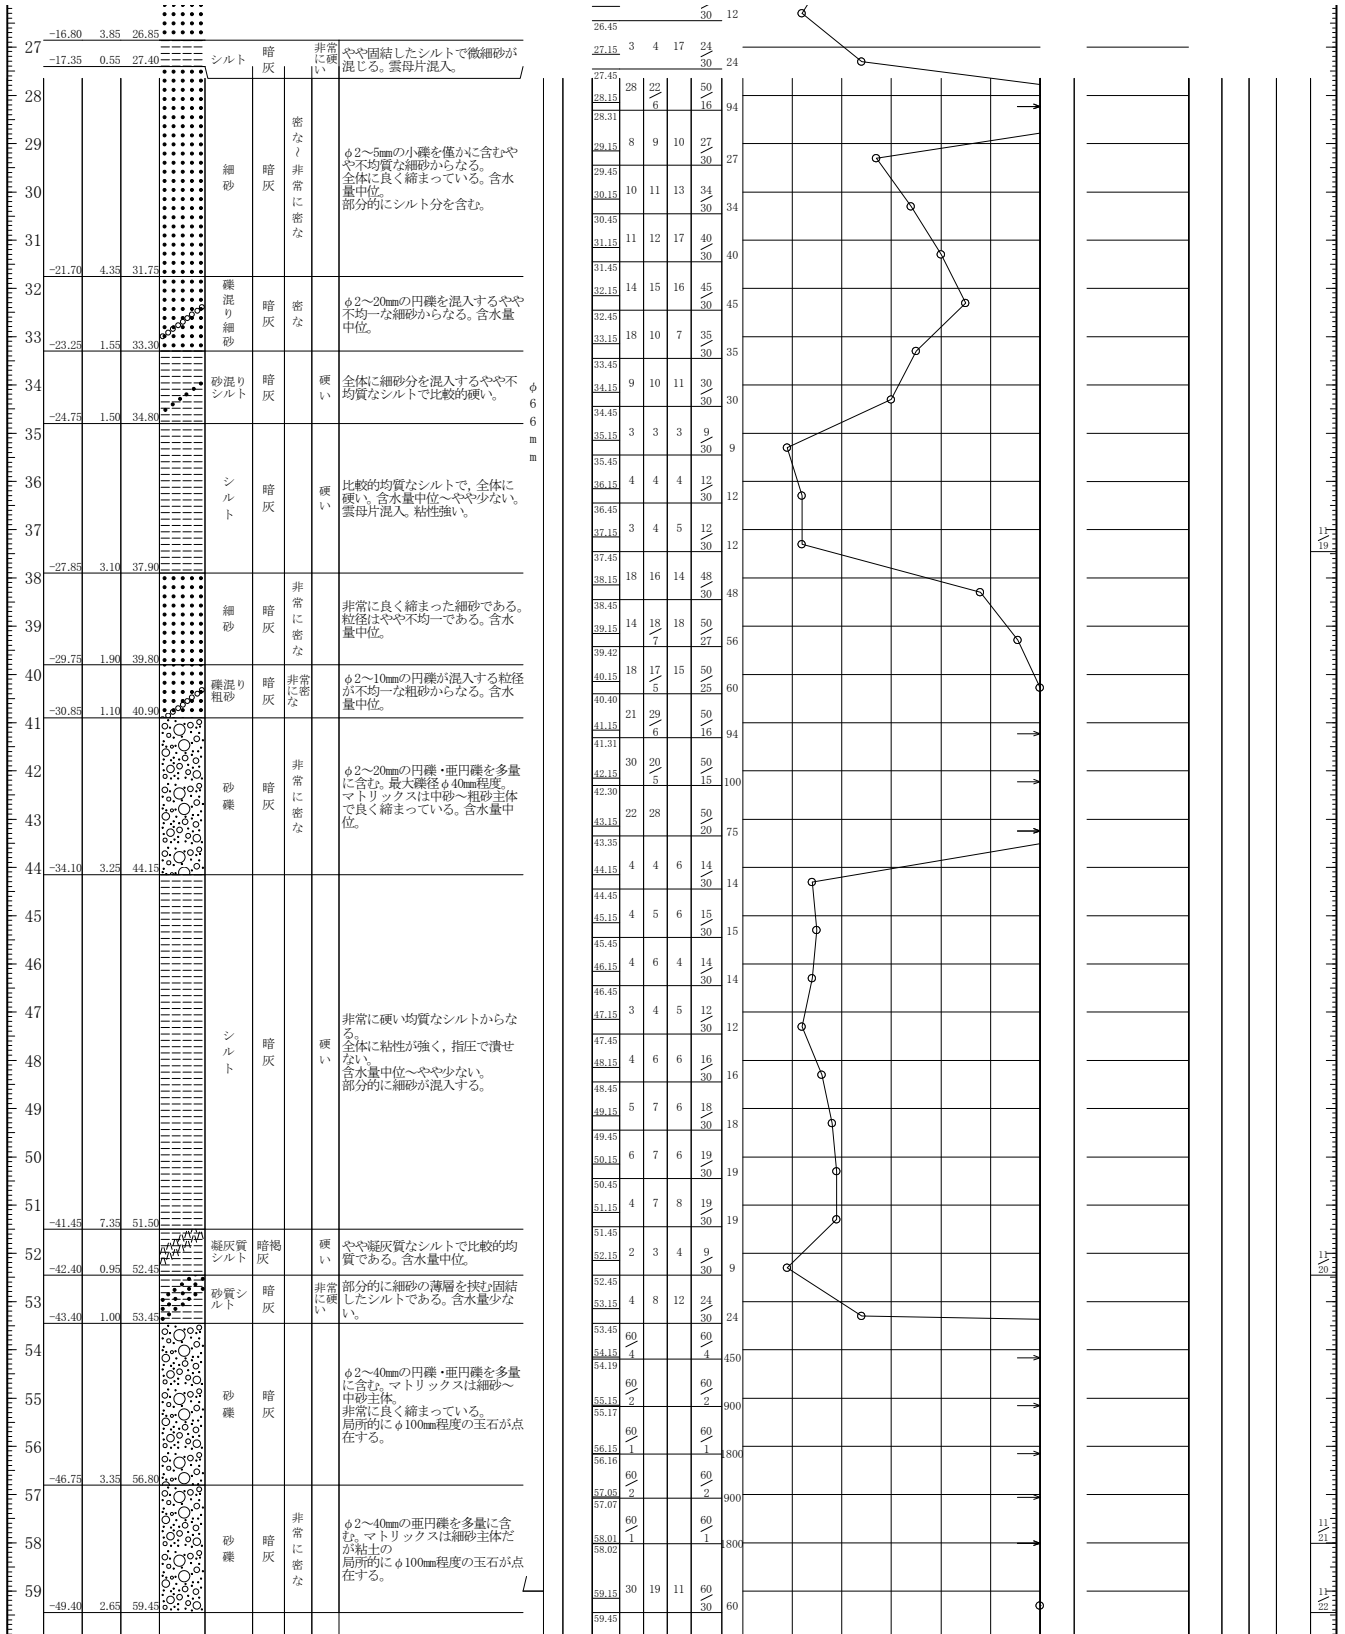 -16.80 3.85 26.85
27
-17.35 0.55 27.40
シルト
暗灰
非常に硬い
やや固結したシルトで微細砂が
混じる。雲母片混入。
28
29
30
31
-21.70 4.35 31.75
細砂
暗灰
密な～非常に密な
φ2～5mmの小礫を僅かに含むや
や不均質な細砂からなる。
全体に良く締まっている。含水
量中位。
部分的にシルト分を含む。
32
33
-23.25 1.55 33.30
礫混り細砂
暗灰
密な
φ2～20mmの円礫を混入するやや
不均一な細砂からなる。含水量
中位。
34
-24.75 1.50 34.80
砂混り
シルト
暗灰
硬い
全体に細砂分を混入するやや不
均質なシルトで比較的硬い。
35
36
37
-27.85 3.10 37.90
シルト
暗灰
硬い
比較的均質なシルトで,全体に
硬い。含水量中位～やや少ない。
雲母片混入。粘性強い。
38
39
-29.75 1.90 39.80
細砂
暗灰
非常に密な
非常に良く締まった細砂である。
粒径はやや不均一である。含水
量中位。
40
-30.85 1.10 40.90
礫混り
粗砂
暗灰
非常に密な
φ2～10mmの円礫が混入する粒径
が不均一な粗砂からなる。含水
量中位。
41
42
43
44
-34.10 3.25 44.15
砂礫
暗灰
非常に密な
φ2～20mmの円礫・亜円礫を多量
に含む。最大礫径φ40mm程度。
マトリックスは中砂～粗砂主体
で良く締まっている。含水量中
位。
45
46
47
48
49
50
51
-41.45 7.35 51.50
シルト
暗灰
硬い
非常に硬い均質なシルトからな
る。
全体に粘性が強く,指圧で潰せ
ない。
含水量中位～やや少ない。
部分的に細砂が混入する。
52
-42.40 0.95 52.45
凝灰質
シルト
暗褐灰
硬い
やや凝灰質なシルトで比較的均
質である。含水量中位。
53
-43.40 1.00 53.45
砂質シ
ルト
暗灰
非常に硬い
部分的に細砂の薄層を挟む固結
したシルトである。含水量少な
い。
54
55
56
-46.75 3.35 56.80
砂礫
暗灰
φ2～40mmの円礫・亜円礫を多量
に含む。マトリックスは細砂～
中砂主体。
非常に良く締まっている。
局所的にφ100mm程度の玉石が点
在する。
57
58
59
-49.40 2.65 59.45
砂礫
暗灰
非常に密な
φ2～40mmの亜円礫を多量に含
む。マトリックスは細砂主体だ
が粘土の
局所的にφ100mm程度の玉石が点
在する。
φ66mm
30 12
26.45
27.15 3 4 17 24/30 24
27.45
28.15 28 22/6 50/16 94
28.31
29.15 8 9 10 27/30 27
29.45
30.15 10 11 13 34/30 34
30.45
31.15 11 12 17 40/30 40
31.45
32.15 14 15 16 45/30 45
32.45
33.15 18 10 7 35/30 35
33.45
34.15 9 10 11 30/30 30
34.45
35.15 3 3 3 9/30 9
35.45
36.15 4 4 4 12/30 12
36.45
37.15 3 4 5 12/30 12
37.45
38.15 18 16 14 48/30 48
38.45
39.15 14 18/7 18 50/27 56
39.42
40.15 18 17/5 15 50/25 60
40.40
41.15 21 29/6 50/16 94
41.31
42.15 30 20/5 50/15 100
42.30
43.15 22 28 50/20 75
43.35
44.15 4 4 6 14/30 14
44.45
45.15 4 5 6 15/30 15
45.45
46.15 4 6 4 14/30 14
46.45
47.15 3 4 5 12/30 12
47.45
48.15 4 6 6 16/30 16
48.45
49.15 5 7 6 18/30 18
49.45
50.15 6 7 6 19/30 19
50.45
51.15 4 7 8 19/30 19
51.45
52.15 2 3 4 9/30 9
52.45
53.15 4 8 12 24/30 24
53.45
54.15 60/4 60/4 450
54.19
55.15 60/2 60/2 900
55.17
56.15 60/1 60/1 1800
56.16
57.05 60/2 60/2 900
57.07
58.01 60/1 60/1 1800
58.02
59.15 30 19 11 60/30 60
59.45
11/19
11/20
11/21
11/22